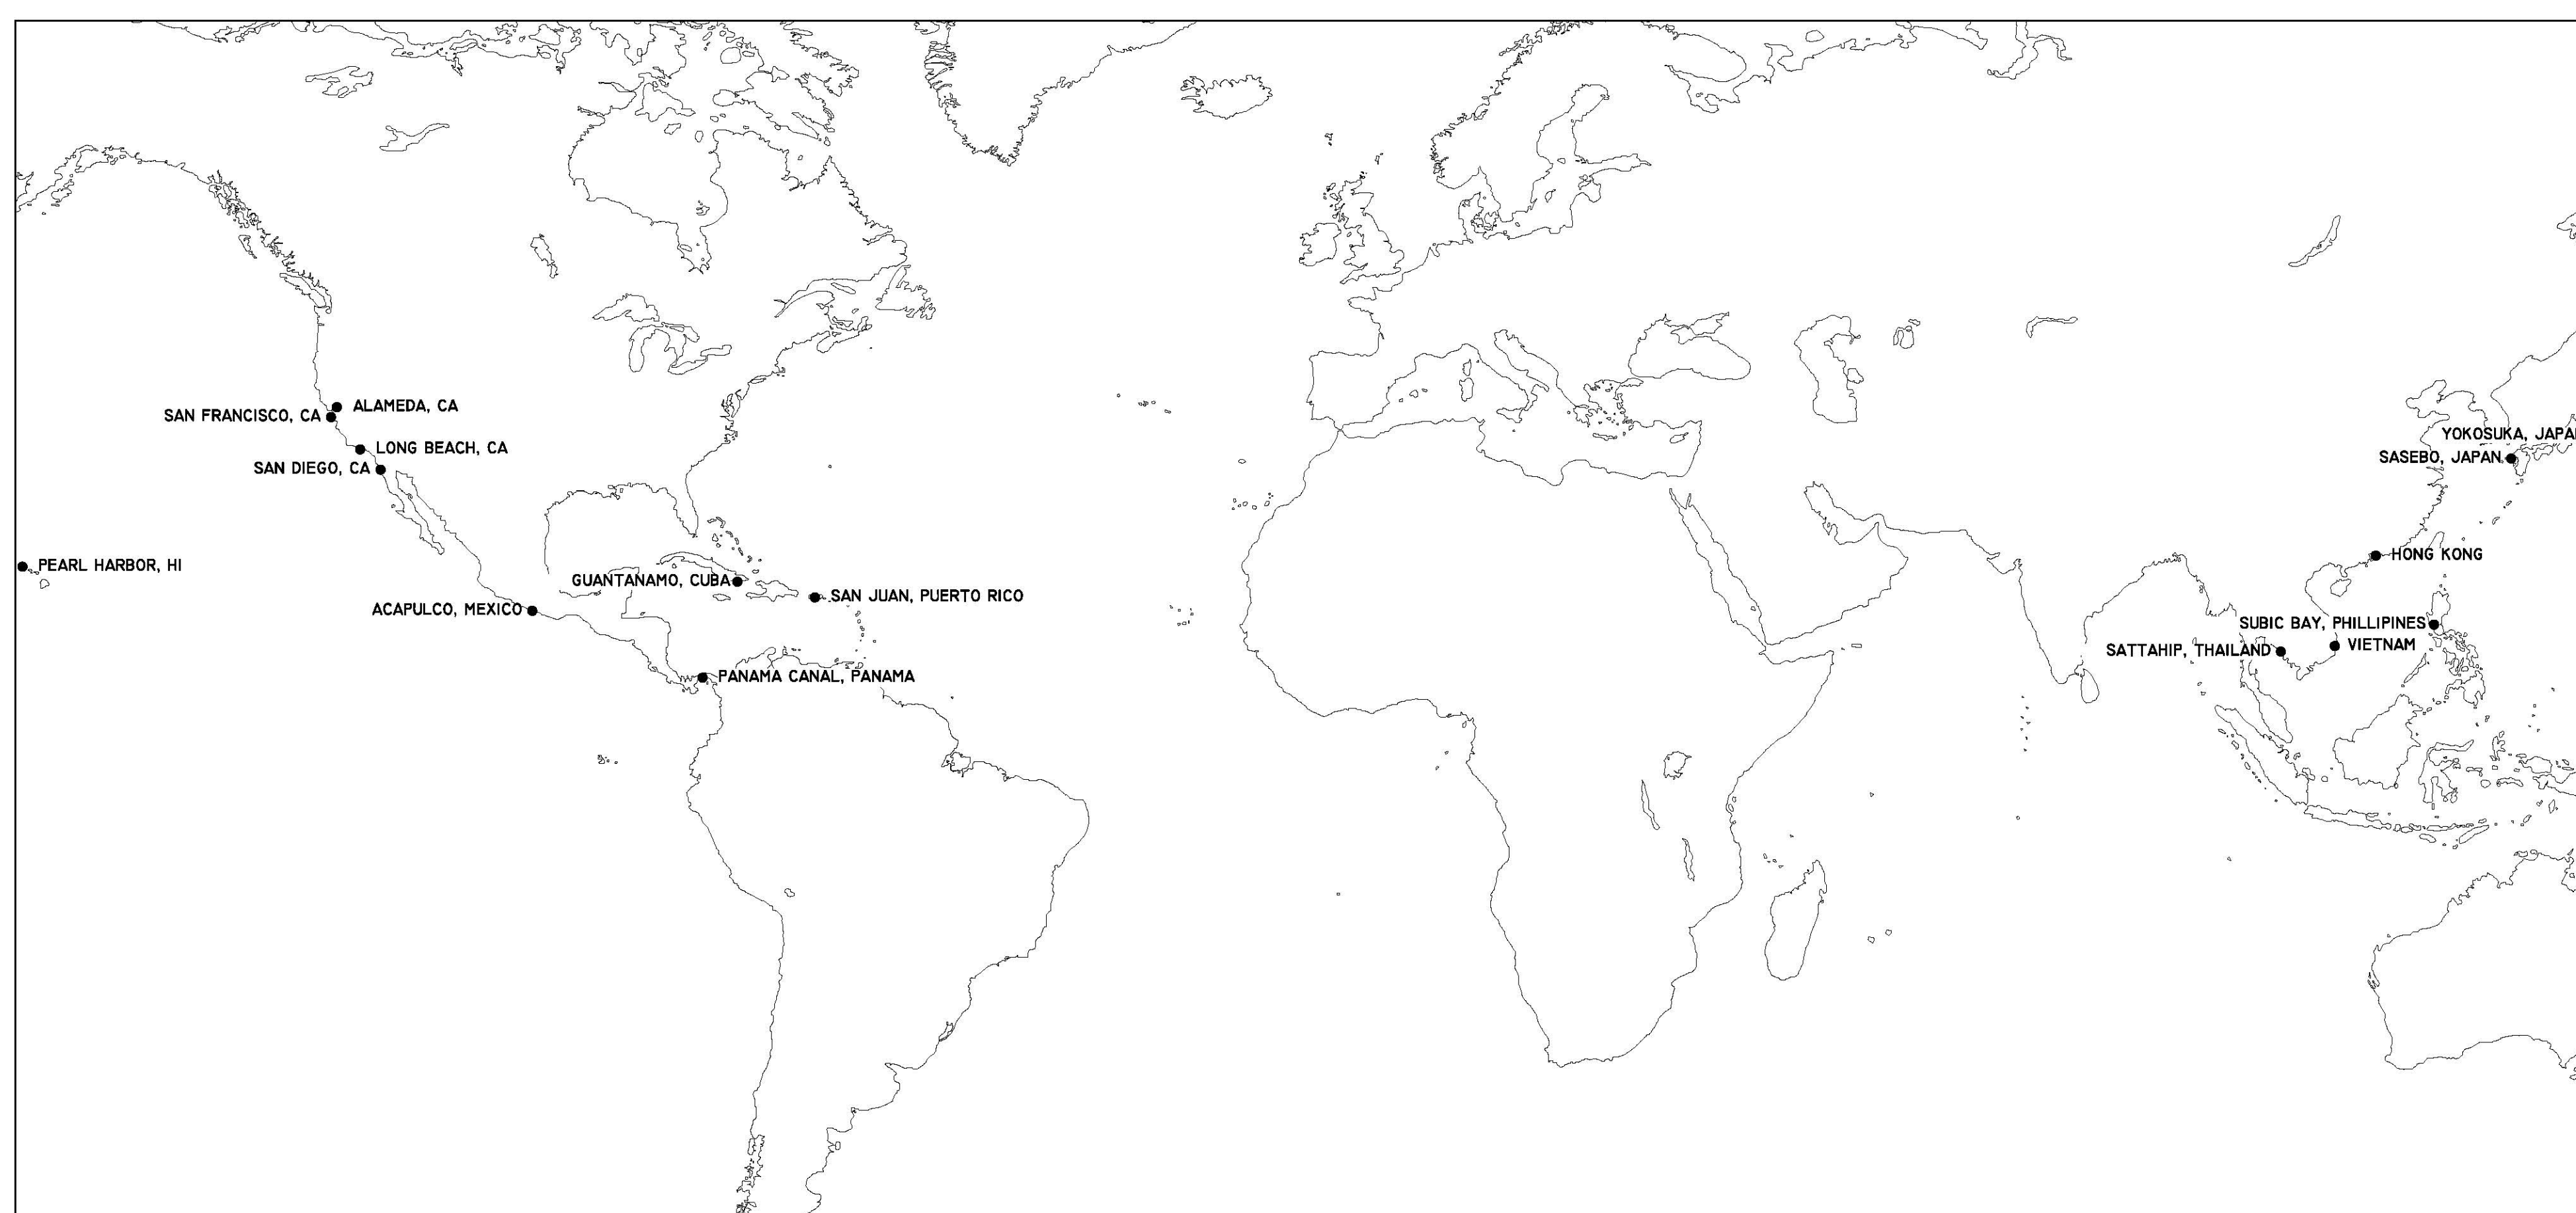 ALAMEDA, CA
SAN FRANCISCO, CA
LONG BEACH, CA
SAN DIEGO, CA
PEARL HARBOR, HI
ACAPULCO, MEXICO
GUANTANAMO, CUBA
SAN JUAN, PUERTO RICO
PANAMA CANAL, PANAMA
YOKOSUKA, JAPA
SASEBO, JAPAN
HONG KONG
SUBIC BAY, PHILLIPINES
VIETNAM
SATTAHIP, THAILAND